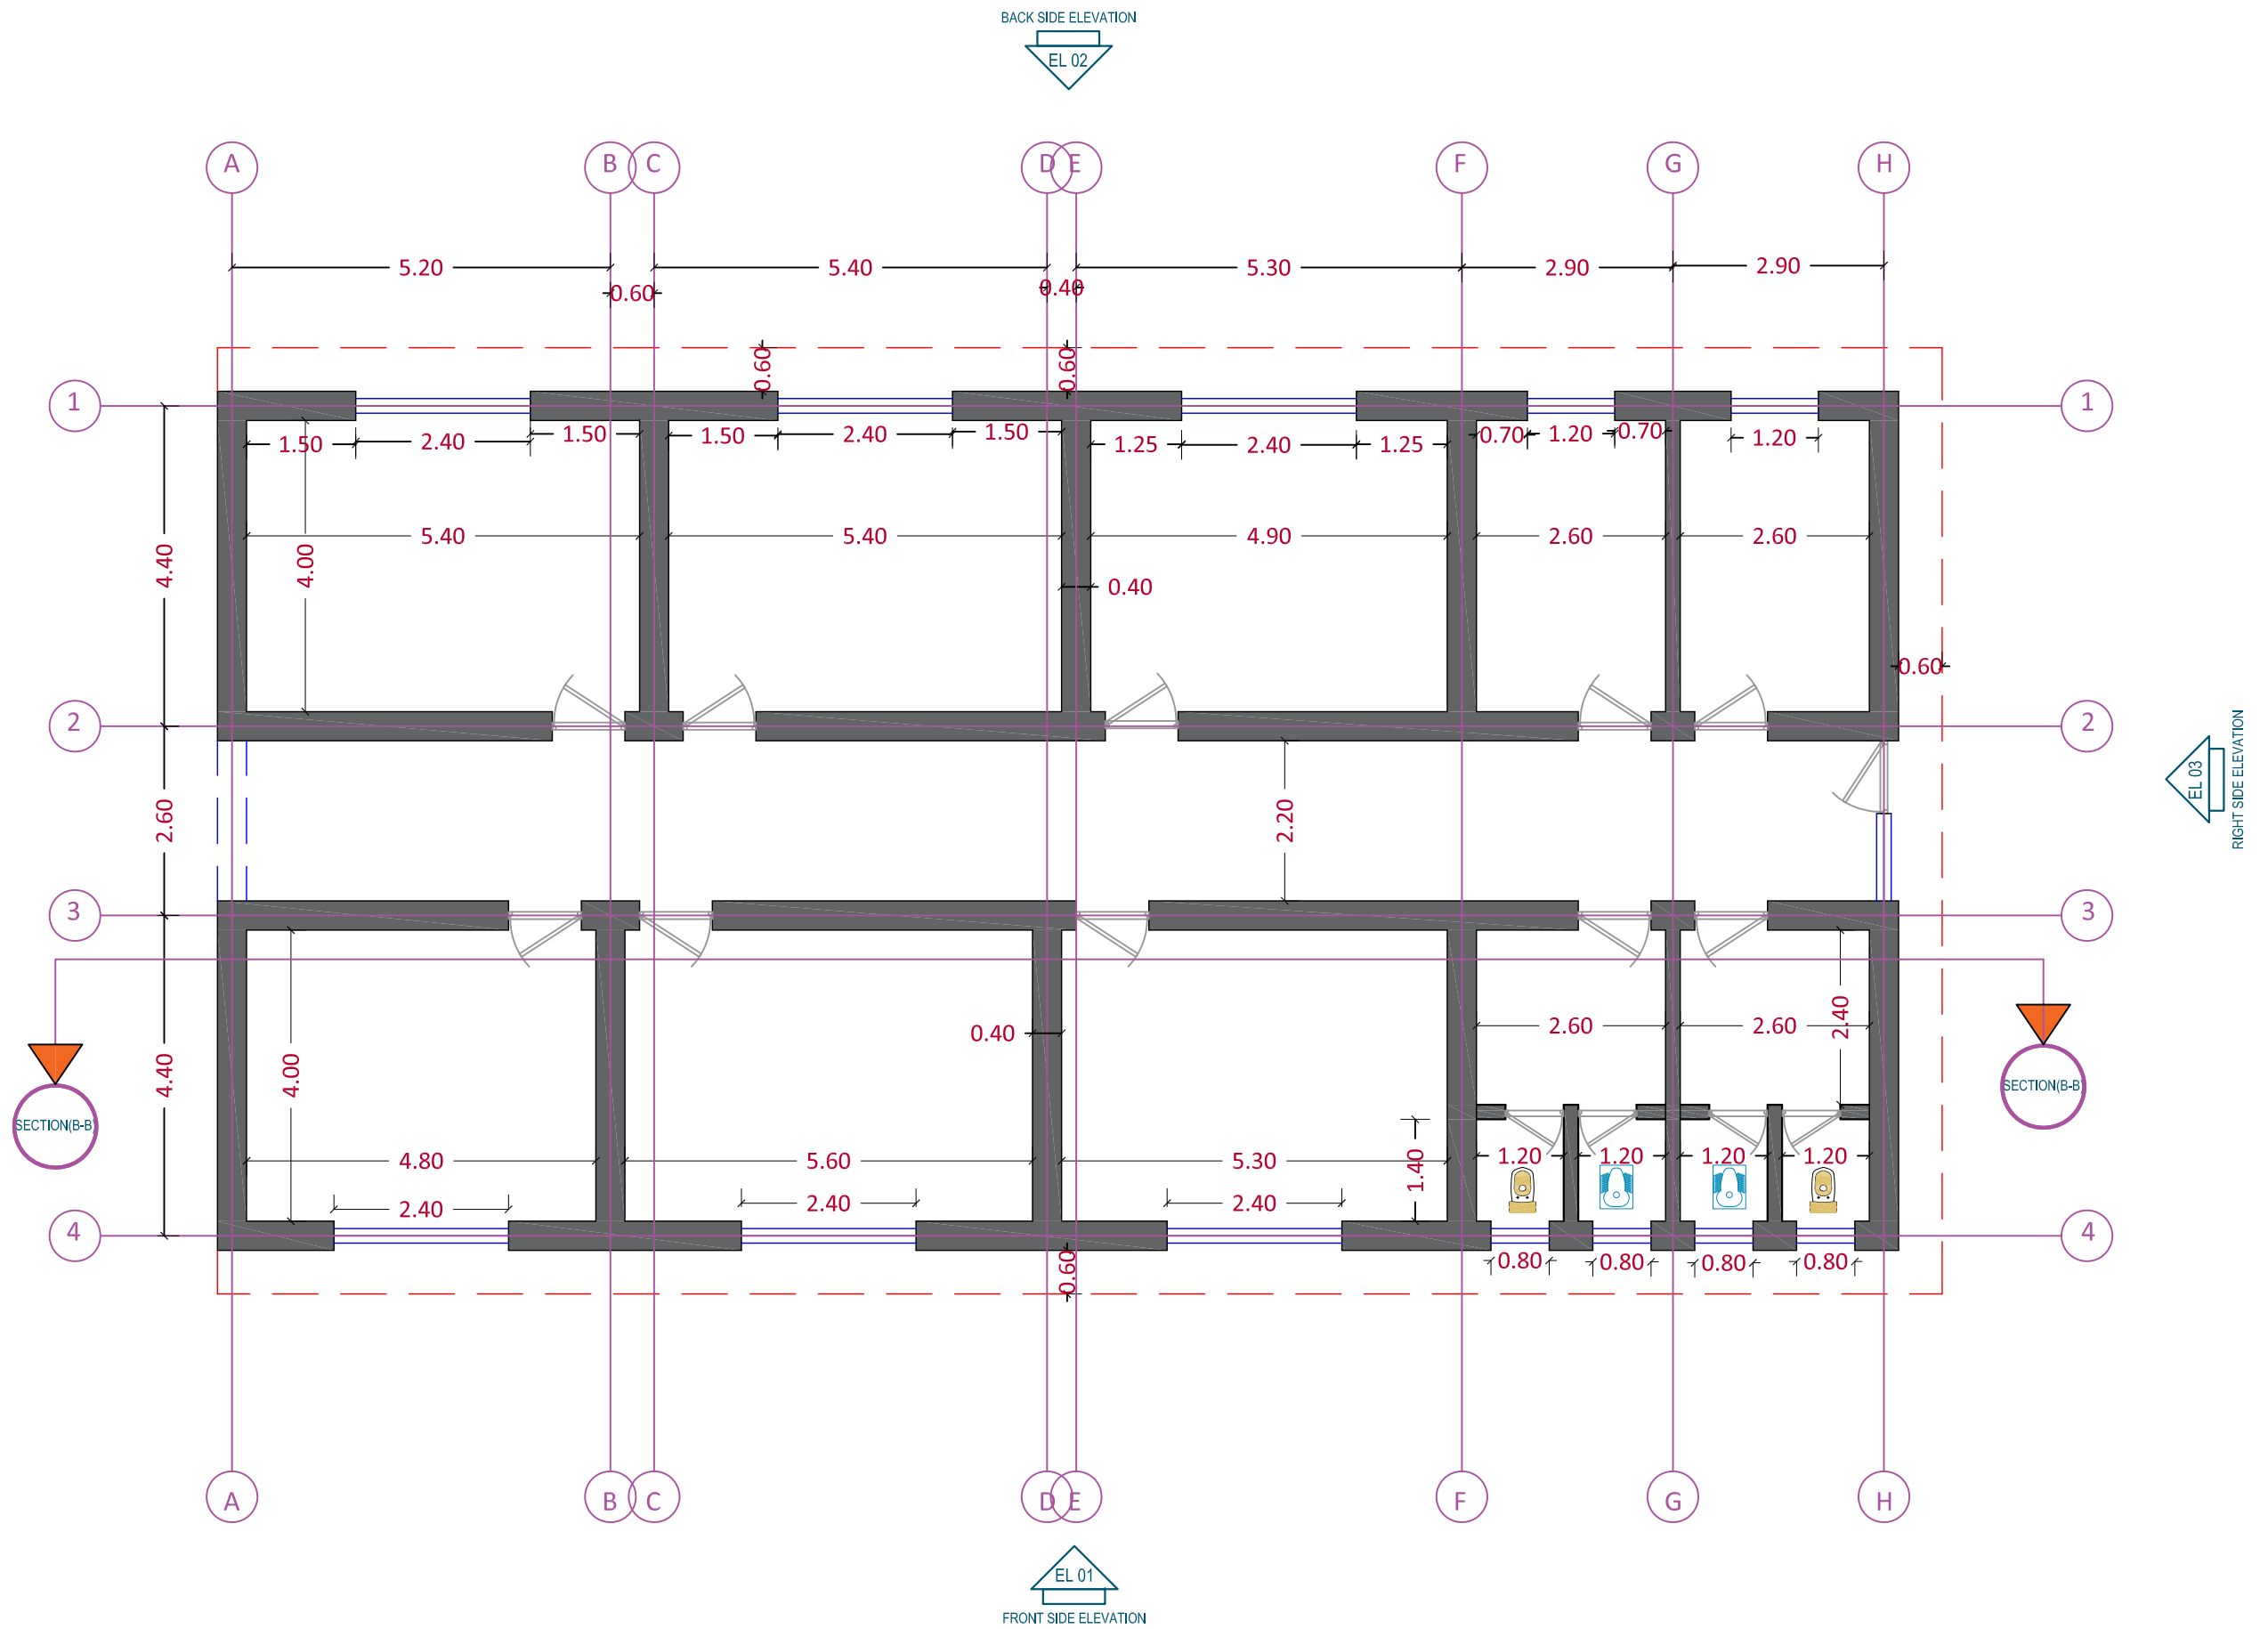 BACK SIDE ELEVATION
EL 02
A B C D E F G H
5.20 5.40 5.30 2.90 2.90
0.60 0.40
0.60 0.60
1 1
1.50 2.40 1.50 1.50 2.40 1.50 1.25 2.40 1.25 0.70 1.20 0.70 1.20
5.40 5.40 4.90 2.60 2.60
4.40 4.00
0.40
0.60
2 2
2.60 2.20
EL 03
RIGHT SIDE ELEVATION
3 3
0.40
2.60 2.60 2.40
4.40 4.00
SECTION(B-B) SECTION(B-B)
4.80 5.60 5.30 1.40 1.20 1.20 1.20 1.20
2.40 2.40 2.40
4 4
0.60 0.80 0.80 0.80 0.80
A B C D E F G H
EL 01
FRONT SIDE ELEVATION